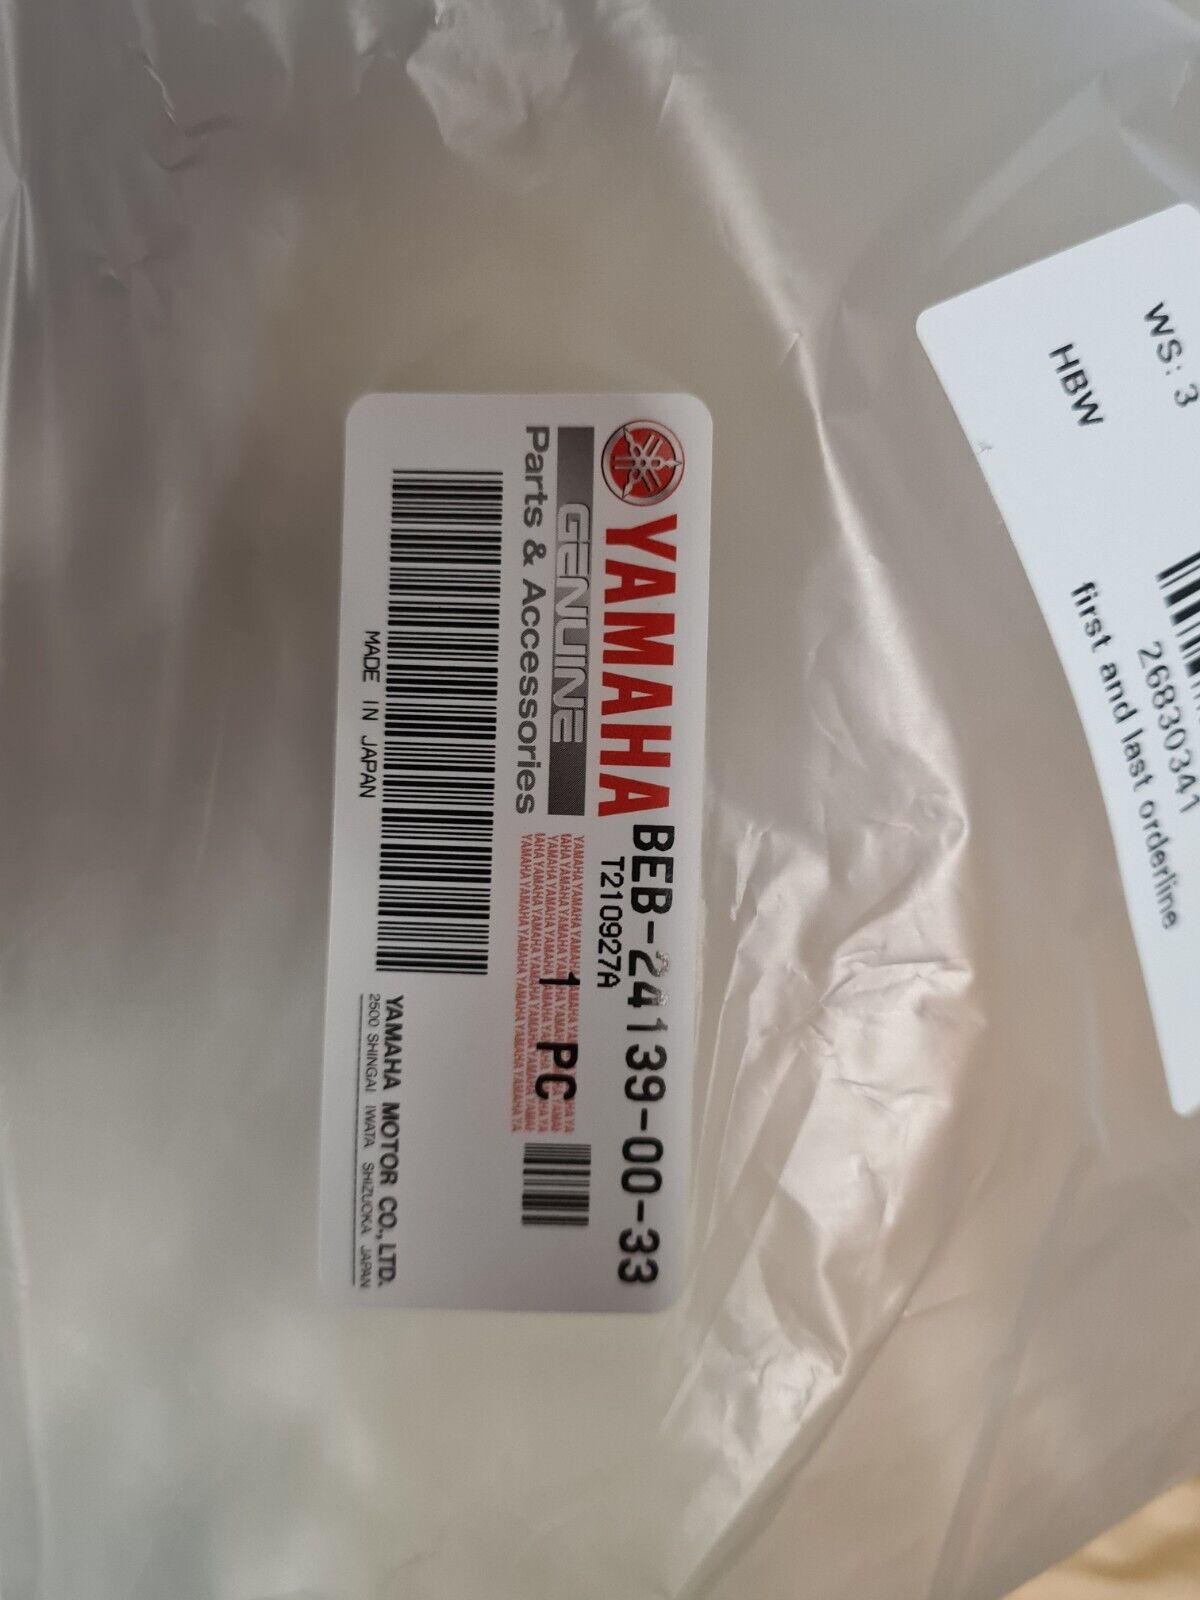 YAMAHA
GENUINE
Parts & Accessories
BEB-24139-00-33
T210927A
1 PC
MADE IN JAPAN
YAMAHA MOTOR CO., LTD.
2500 SHINGAI IWATA SHIZUOKA JAPAN
WS: 3
HBW
26830341
first and last orderline